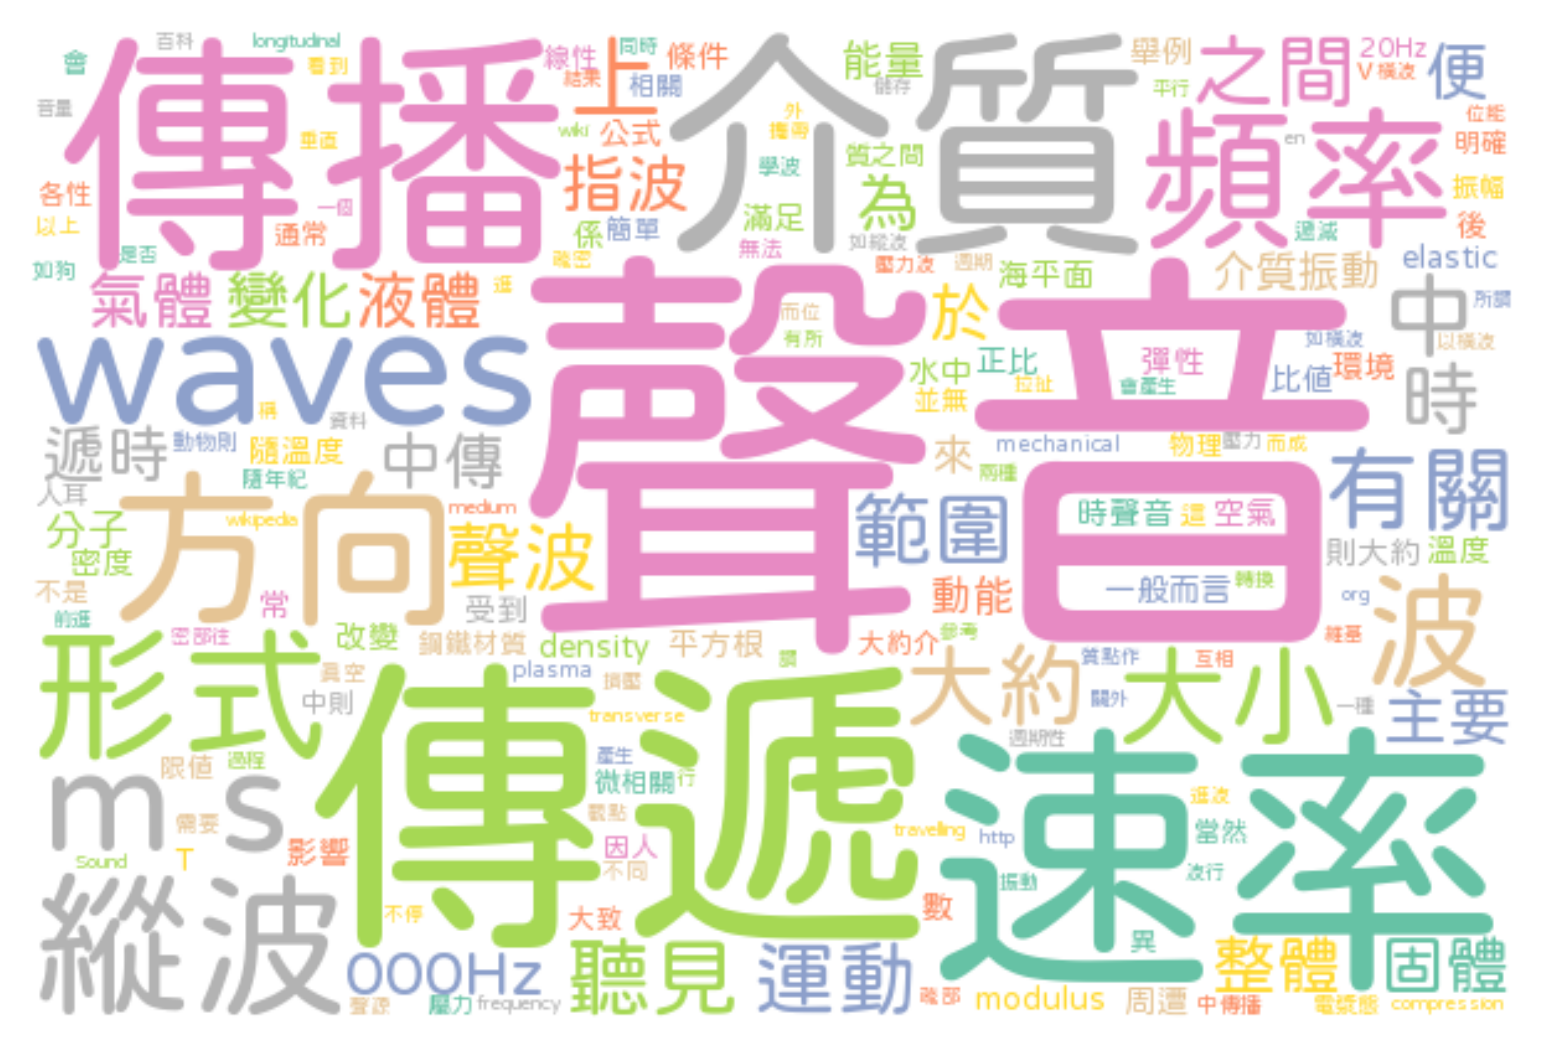 百科
longitudinal
會
看到
音量
傳播
垂直
各性
以上
一個
通常
如狗
是否
線性
同時
上
條件
結果
相關
wiki
公式
指波
係
簡單
疏密
介質
能量
儲存
外
攜帶
學波
質之間
滿足
為
無法
如縱波
壓力波
週期
海平面
舉例
平行
之間
20Hz
V
橫波
便
位能
明確
en
頻率
振幅
後
遞減
介質振動
elastic
氣體
變化
液體
進
聲音
而位
有所
於
中
所謂
如橫波
以橫波
waves
水中
正比
彈性
比值
環境
拉扯
會產生
並無
時
稱
資料
遞時
動物則
隨溫度
中傳
來
mechanical
物理
壓力
而成
隨年紀
兩種
人耳
有關
方向
wikipedia
medium
分子
聲波
範圍
時聲音
這
空氣
密度
則大約
溫度
不是
常
受到
動能
一般而言
轉換
org
波
前進
密部往
改變
鋼鐵材質
density
平方根
大約介
參考
維基
形式
真空
plasma
謂
損壓
大約
質點作
互相
中則
transverse
關外
大小
一種
主要
週期性
限值
過程
傳遞
產生
微相關
行
速率
m
s
需要
觀點
進波
travelling
http
當然
Sound
T
影響
因人
不同
振動
波行
縱波
不停
大致
數
異
000Hz
聽見
運動
整體
固體
聲源
壓力
frequency
疏部
modulus
周遭
中傳播
電漿態
compression